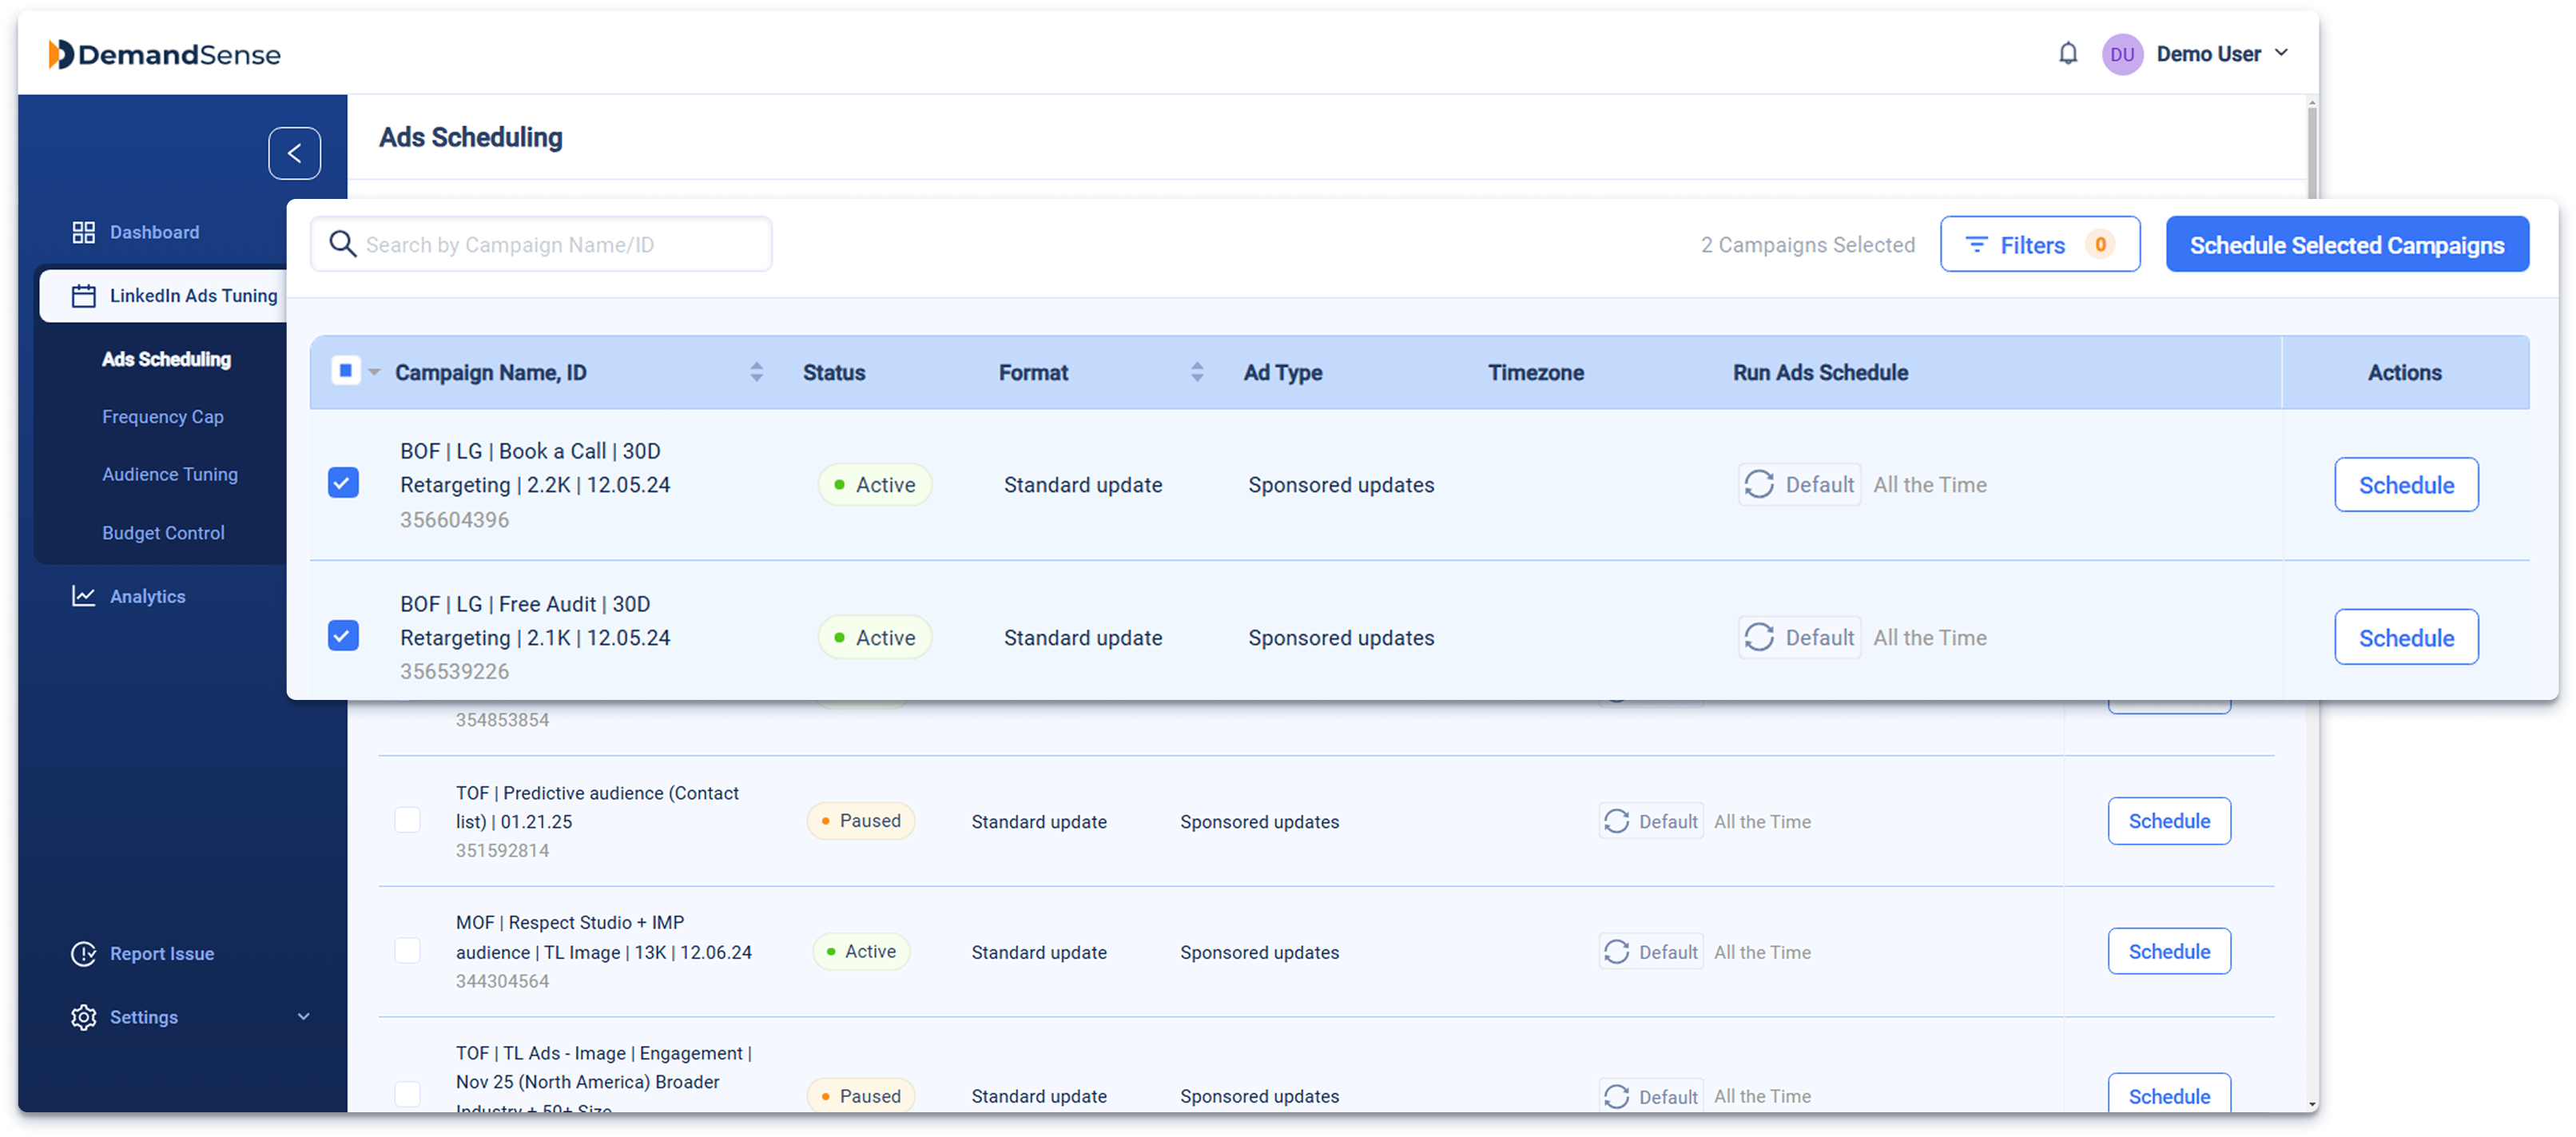 DemandSense
DU Demo User
Ads Scheduling
Dashboard
LinkedIn Ads Tuning
Ads Scheduling
Frequency Cap
Audience Tuning
Budget Control
Analytics
Report Issue
Settings
Search by Campaign Name/ID
2 Campaigns Selected
Filters 0
Schedule Selected Campaigns
Campaign Name, ID Status Format Ad Type Timezone Run Ads Schedule Actions
BOF | LG | Book a Call | 30D
Retargeting | 2.2K | 12.05.24
356604396
Active Standard update Sponsored updates Default All the Time Schedule
BOF | LG | Free Audit | 30D
Retargeting | 2.1K | 12.05.24
356539226
Active Standard update Sponsored updates Default All the Time Schedule
354853854
TOF | Predictive audience (Contact
list) | 01.21.25
351592814
Paused Standard update Sponsored updates Default All the Time Schedule
MOF | Respect Studio + IMP
audience | TL Image | 13K | 12.06.24
344304564
Active Standard update Sponsored updates Default All the Time Schedule
TOF | TL Ads - Image | Engagement |
Nov 25 (North America) Broader
Industry + 50+ Size
Paused Standard update Sponsored updates Default All the Time Schedule